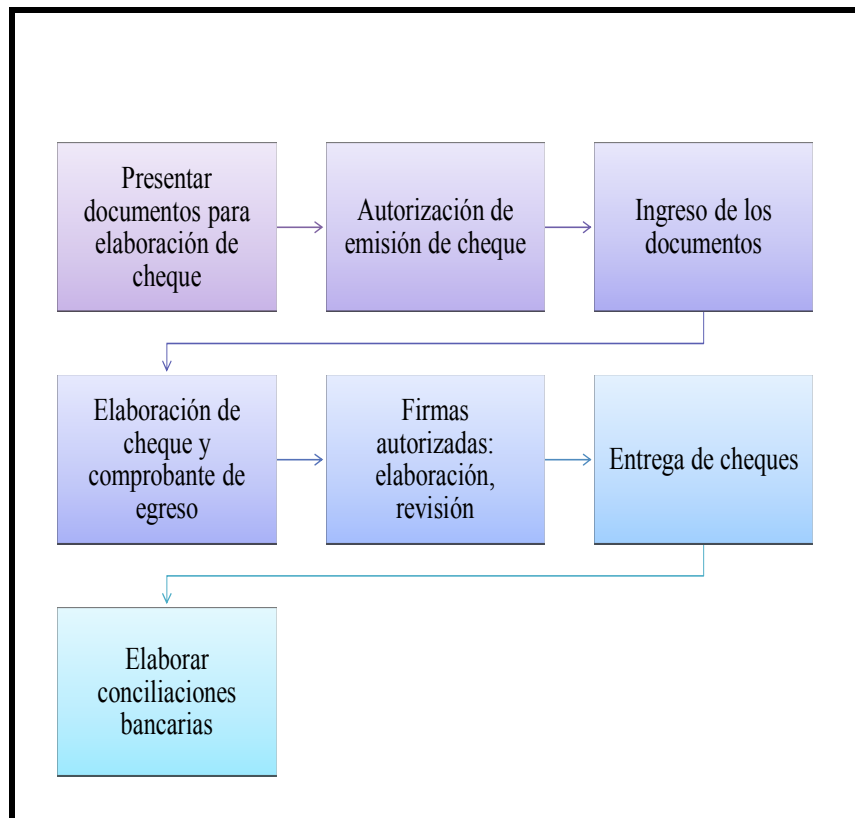 Presentar
documentos para
elaboración de
cheque
Autorización de
emisión de cheque
Ingreso de los
documentos
Elaboración de
cheque y
comprobante de
egreso
Firmas
autorizadas:
elaboración,
revisión
Entrega de cheques
Elaborar
conciliaciones
bancarias